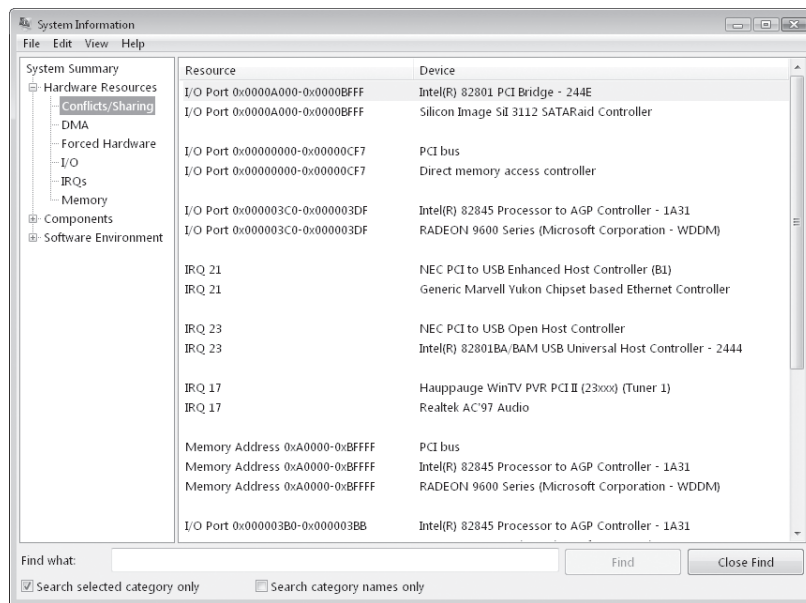 System Information
File Edit View Help
System Summary
Hardware Resources
Conflicts/Sharing
DMA
Forced Hardware
I/O
IRQs
Memory
Components
Software Environment
Resource Device
I/O Port 0x0000A000-0x0000BFFF Intel(R) 82801 PCI Bridge - 244E
I/O Port 0x0000A000-0x0000BFFF Silicon Image SiI 3112 SATARaid Controller
I/O Port 0x00000000-0x00000CF7 PCI bus
I/O Port 0x00000000-0x00000CF7 Direct memory access controller
I/O Port 0x000003C0-0x000003DF Intel(R) 82845 Processor to AGP Controller - 1A31
I/O Port 0x000003C0-0x000003DF RADEON 9600 Series (Microsoft Corporation - WDDM)
IRQ 21 NEC PCI to USB Enhanced Host Controller (B1)
IRQ 21 Generic Marvell Yukon Chipset based Ethernet Controller
IRQ 23 NEC PCI to USB Open Host Controller
IRQ 23 Intel(R) 82801BA/BAM USB Universal Host Controller - 2444
IRQ 17 Hauppauge WinTV PVR PCI II (23xxx) (Tuner 1)
IRQ 17 Realtek AC'97 Audio
Memory Address 0xA0000-0xBFFFF PCI bus
Memory Address 0xA0000-0xBFFFF Intel(R) 82845 Processor to AGP Controller - 1A31
Memory Address 0xA0000-0xBFFFF RADEON 9600 Series (Microsoft Corporation - WDDM)
I/O Port 0x000003B0-0x000003BB Intel(R) 82845 Processor to AGP Controller - 1A31
Find what: Find Close Find
Search selected category only Search category names only